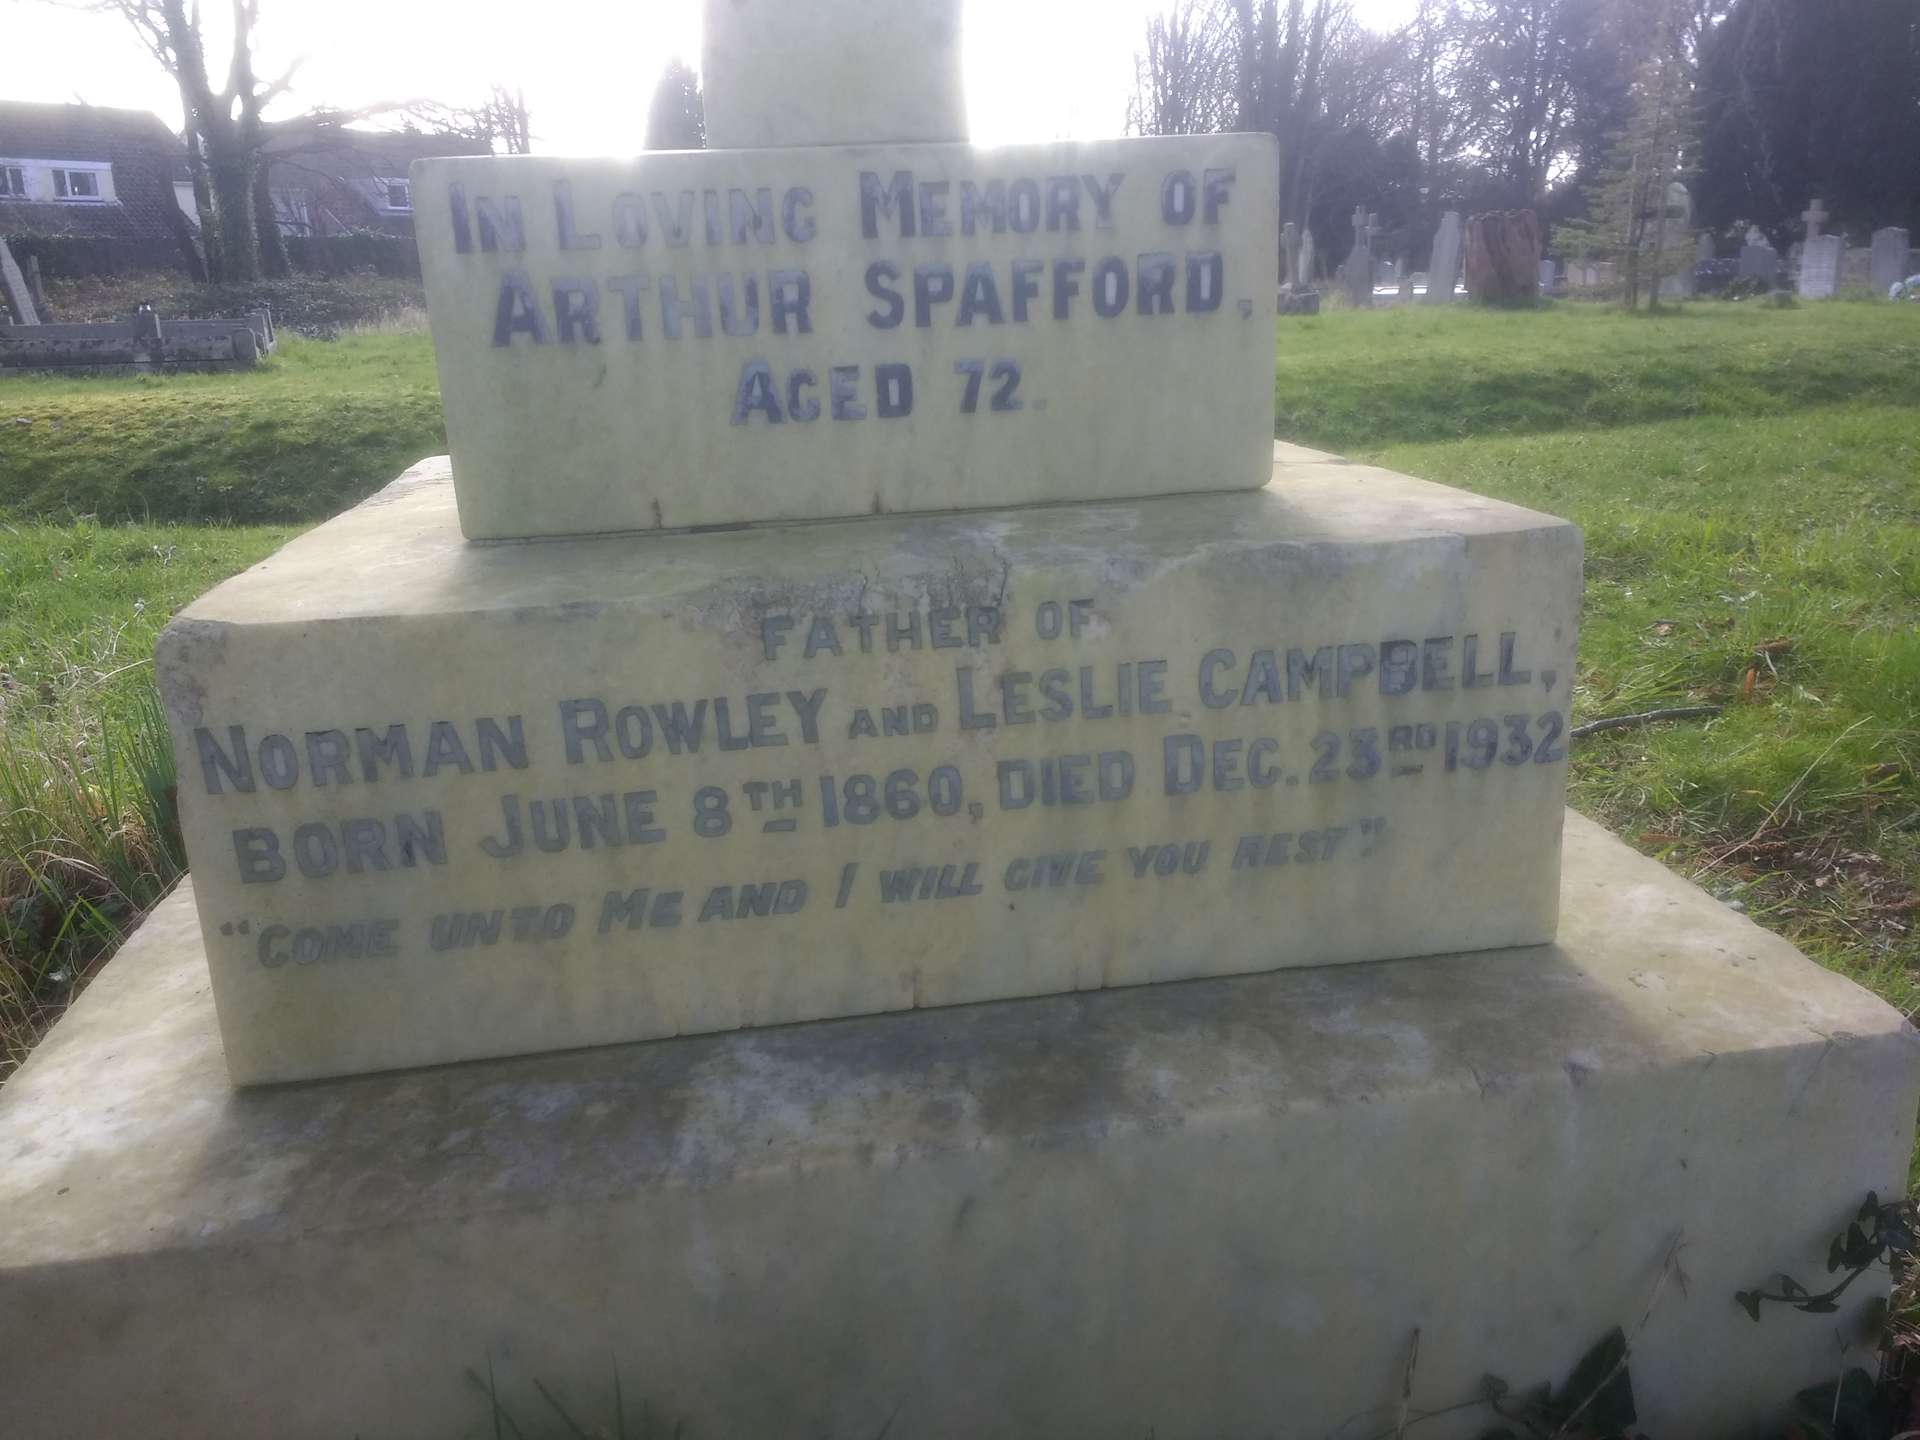 IN LOVING MEMORY OF
ARTHUR SPAFFORD,
AGED 72.
FATHER OF
NORMAN ROWLEY AND LESLIE CAMPBELL,
BORN JUNE 8TH 1860, DIED DEC. 23RD 1932
"COME UNTO ME AND I WILL GIVE YOU REST".